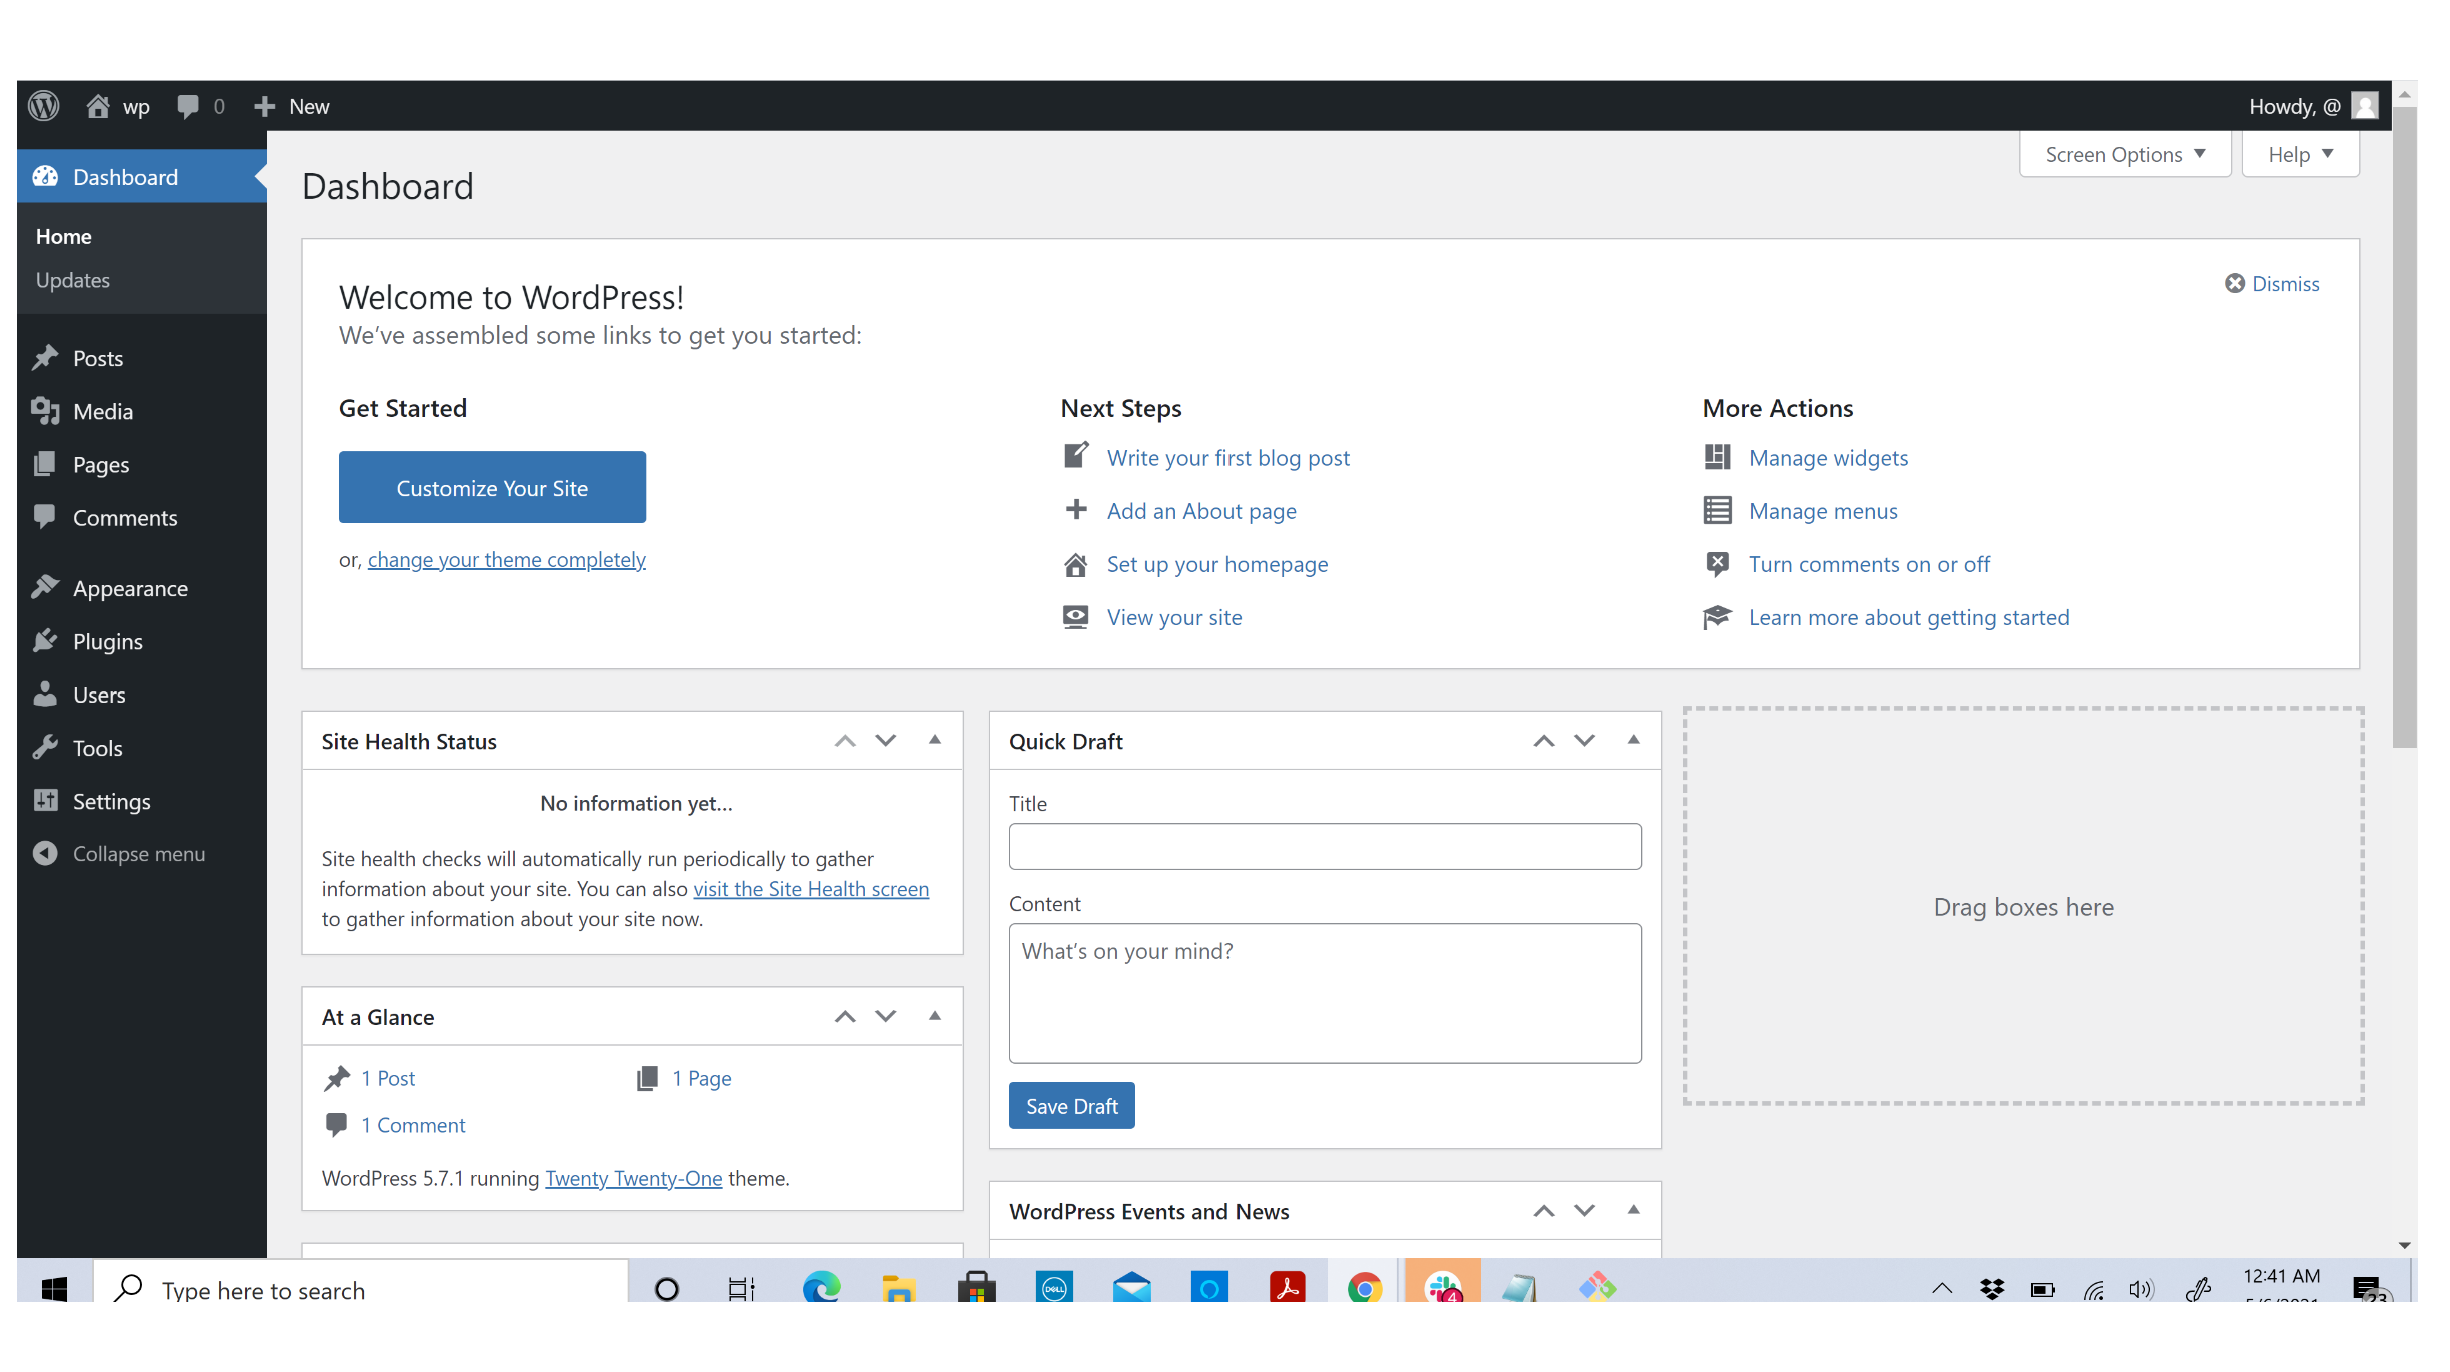 wp 0 New Howdy, @
Screen Options Help
Dashboard
Home
Updates
Posts
Media
Pages
Comments
Appearance
Plugins
Users
Tools
Settings
Collapse menu
Dashboard
Welcome to WordPress!
We've assembled some links to get you started:
Dismiss
Get Started
Customize Your Site
or, change your theme completely
Next Steps
Write your first blog post
Add an About page
Set up your homepage
View your site
More Actions
Manage widgets
Manage menus
Turn comments on or off
Learn more about getting started
Site Health Status
No information yet...
Site health checks will automatically run periodically to gather
information about your site. You can also visit the Site Health screen
to gather information about your site now.
At a Glance
1 Post 1 Page
1 Comment
WordPress 5.7.1 running Twenty Twenty-One theme.
Quick Draft
Title
Content
What's on your mind?
Save Draft
WordPress Events and News
Drag boxes here
Type here to search
DELL
4
12:41 AM
23